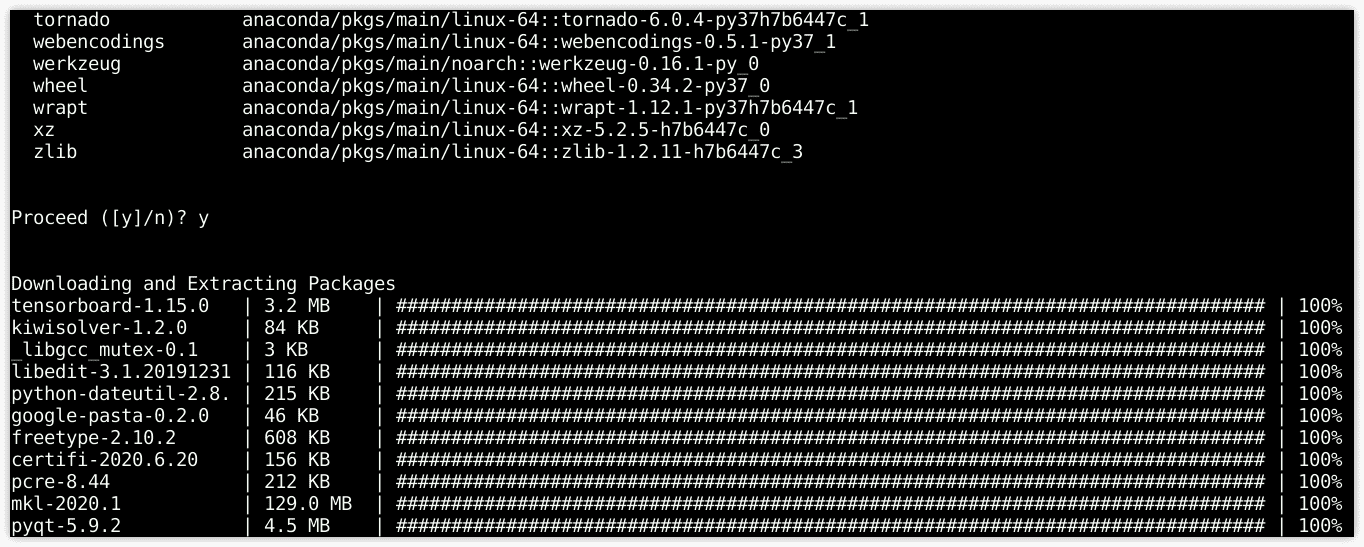 tornado anaconda/pkgs/main/linux-64::tornado-6.0.4-py37h7b6447c_1
webencodings anaconda/pkgs/main/linux-64::webencodings-0.5.1-py37_1
werkzeug anaconda/pkgs/main/noarch::werkzeug-0.16.1-py_0
wheel anaconda/pkgs/main/linux-64::wheel-0.34.2-py37_0
wrapt anaconda/pkgs/main/linux-64::wrapt-1.12.1-py37h7b6447c_1
xz anaconda/pkgs/main/linux-64::xz-5.2.5-h7b6447c_0
zlib anaconda/pkgs/main/linux-64::zlib-1.2.11-h7b6447c_3
Proceed ([y]/n)? y
Downloading and Extracting Packages
tensorboard-1.15.0 | 3.2 MB | ############################################################################### | 100%
kiwisolver-1.2.0 | 84 KB | ############################################################################### | 100%
_libgcc_mutex-0.1 | 3 KB | ############################################################################### | 100%
libedit-3.1.20191231 | 116 KB | ############################################################################### | 100%
python-dateutil-2.8. | 215 KB | ############################################################################### | 100%
google-pasta-0.2.0 | 46 KB | ############################################################################### | 100%
freetype-2.10.2 | 608 KB | ############################################################################### | 100%
certifi-2020.6.20 | 156 KB | ############################################################################### | 100%
pcre-8.44 | 212 KB | ############################################################################### | 100%
mkl-2020.1 | 129.0 MB | ############################################################################### | 100%
pyqt-5.9.2 | 4.5 MB | ############################################################################### | 100%